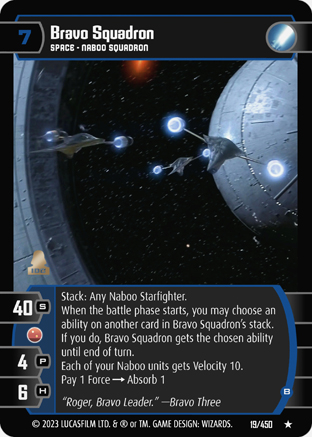 7
Bravo Squadron
SPACE - NABOO SQUADRON
40 S
4 P
6 H
Stack: Any Naboo Starfighter.
When the battle phase starts, you may choose an
ability on another card in Bravo Squadron's stack.
If you do, Bravo Squadron gets the chosen ability
until end of turn.
Each of your Naboo units gets Velocity 10.
Pay 1 Force → Absorb 1
"Roger, Bravo Leader." —Bravo Three
B
© 2023 LUCASFILM LTD. & ® or TM. GAME DESIGN: WIZARDS.
19/450